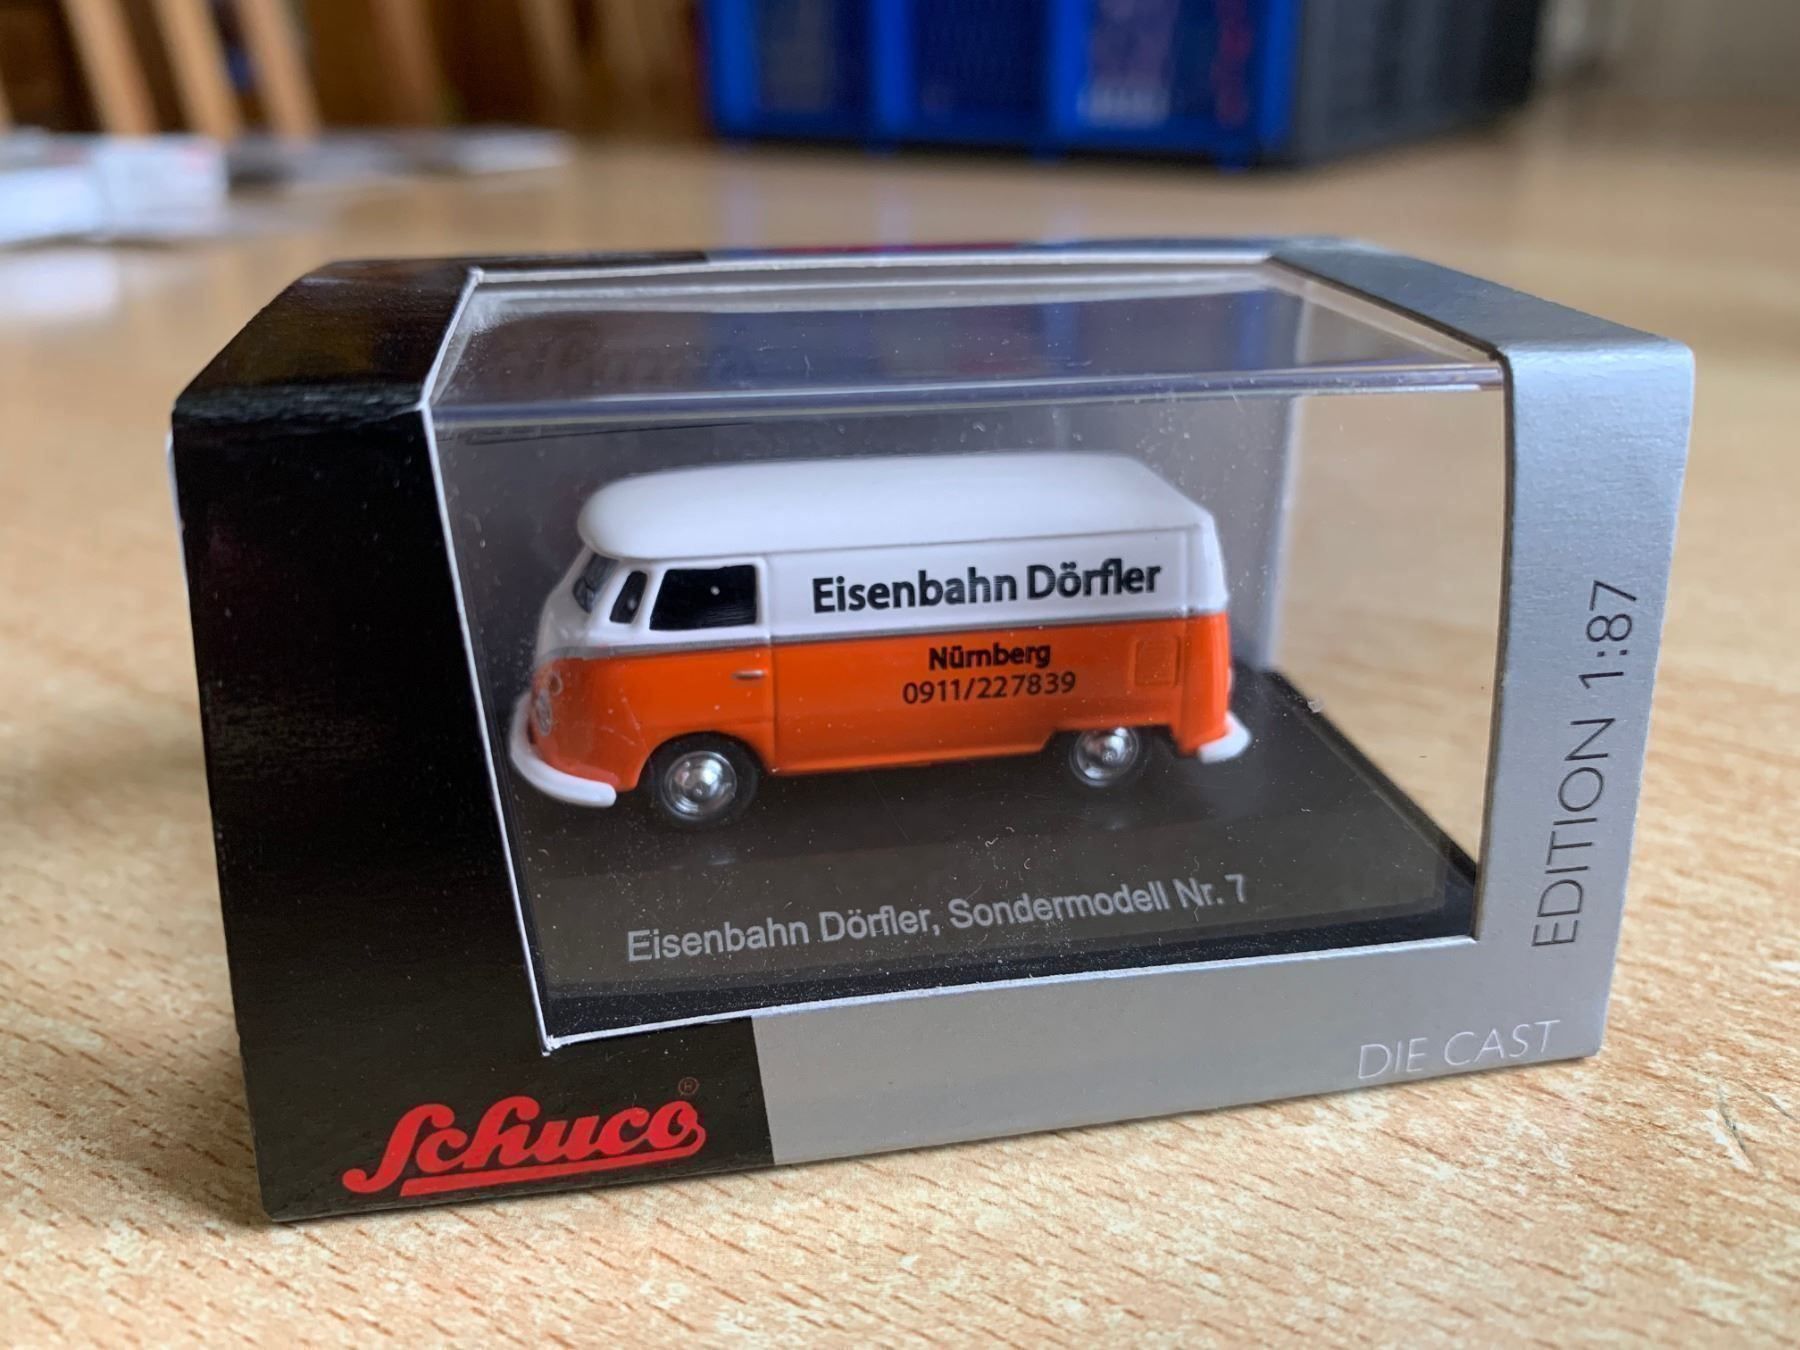 Eisenbahn Dörfler
Nürnberg
0911/227839
Eisenbahn Dörfler, Sondermodell Nr. 7
EDITION 1:87
DIE CAST
Schuco®